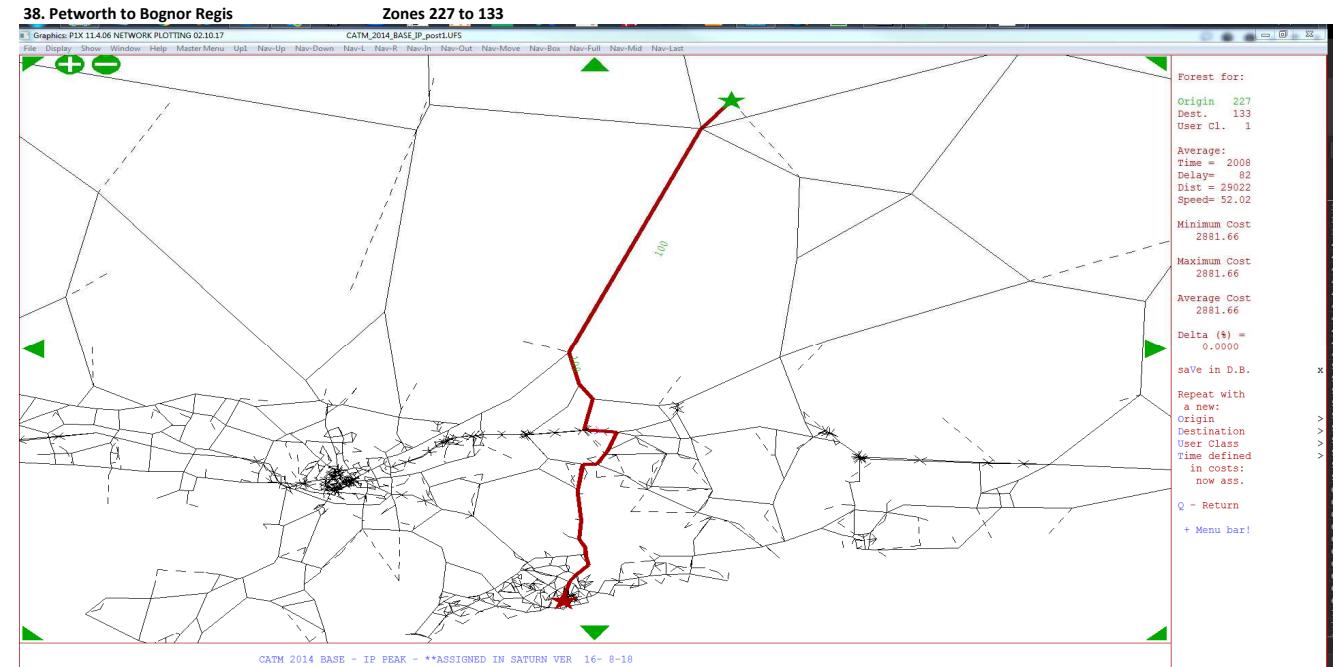 38. Petworth to Bognor Regis Zones 227 to 133
Graphics: P1X 11.4.06 NETWORK PLOTTING 02.10.17 CATM_2014_BASE_IP_post1.UFS
File Display Show Window Help Master Menu Up1 Nav-Up Nav-Down Nav-L Nav-R Nav-In Nav-Out Nav-Move Nav-Box Nav-Full Nav-Mid Nav-Last
Forest for:
Origin 227
Dest. 133
User Cl. 1
Average:
Time = 2008
Delay= 82
Dist = 29022
Speed= 52.02
Minimum Cost
2881.66
Maximum Cost
2881.66
Average Cost
2881.66
Delta (%) =
0.0000
saVe in D.B. x
Repeat with
a new:
Origin >
Destination >
User Class >
Time defined >
in costs:
now ass.
Q - Return
+ Menu bar!
100
100
CATM 2014 BASE - IP PEAK - **ASSIGNED IN SATURN VER 16- 8-18